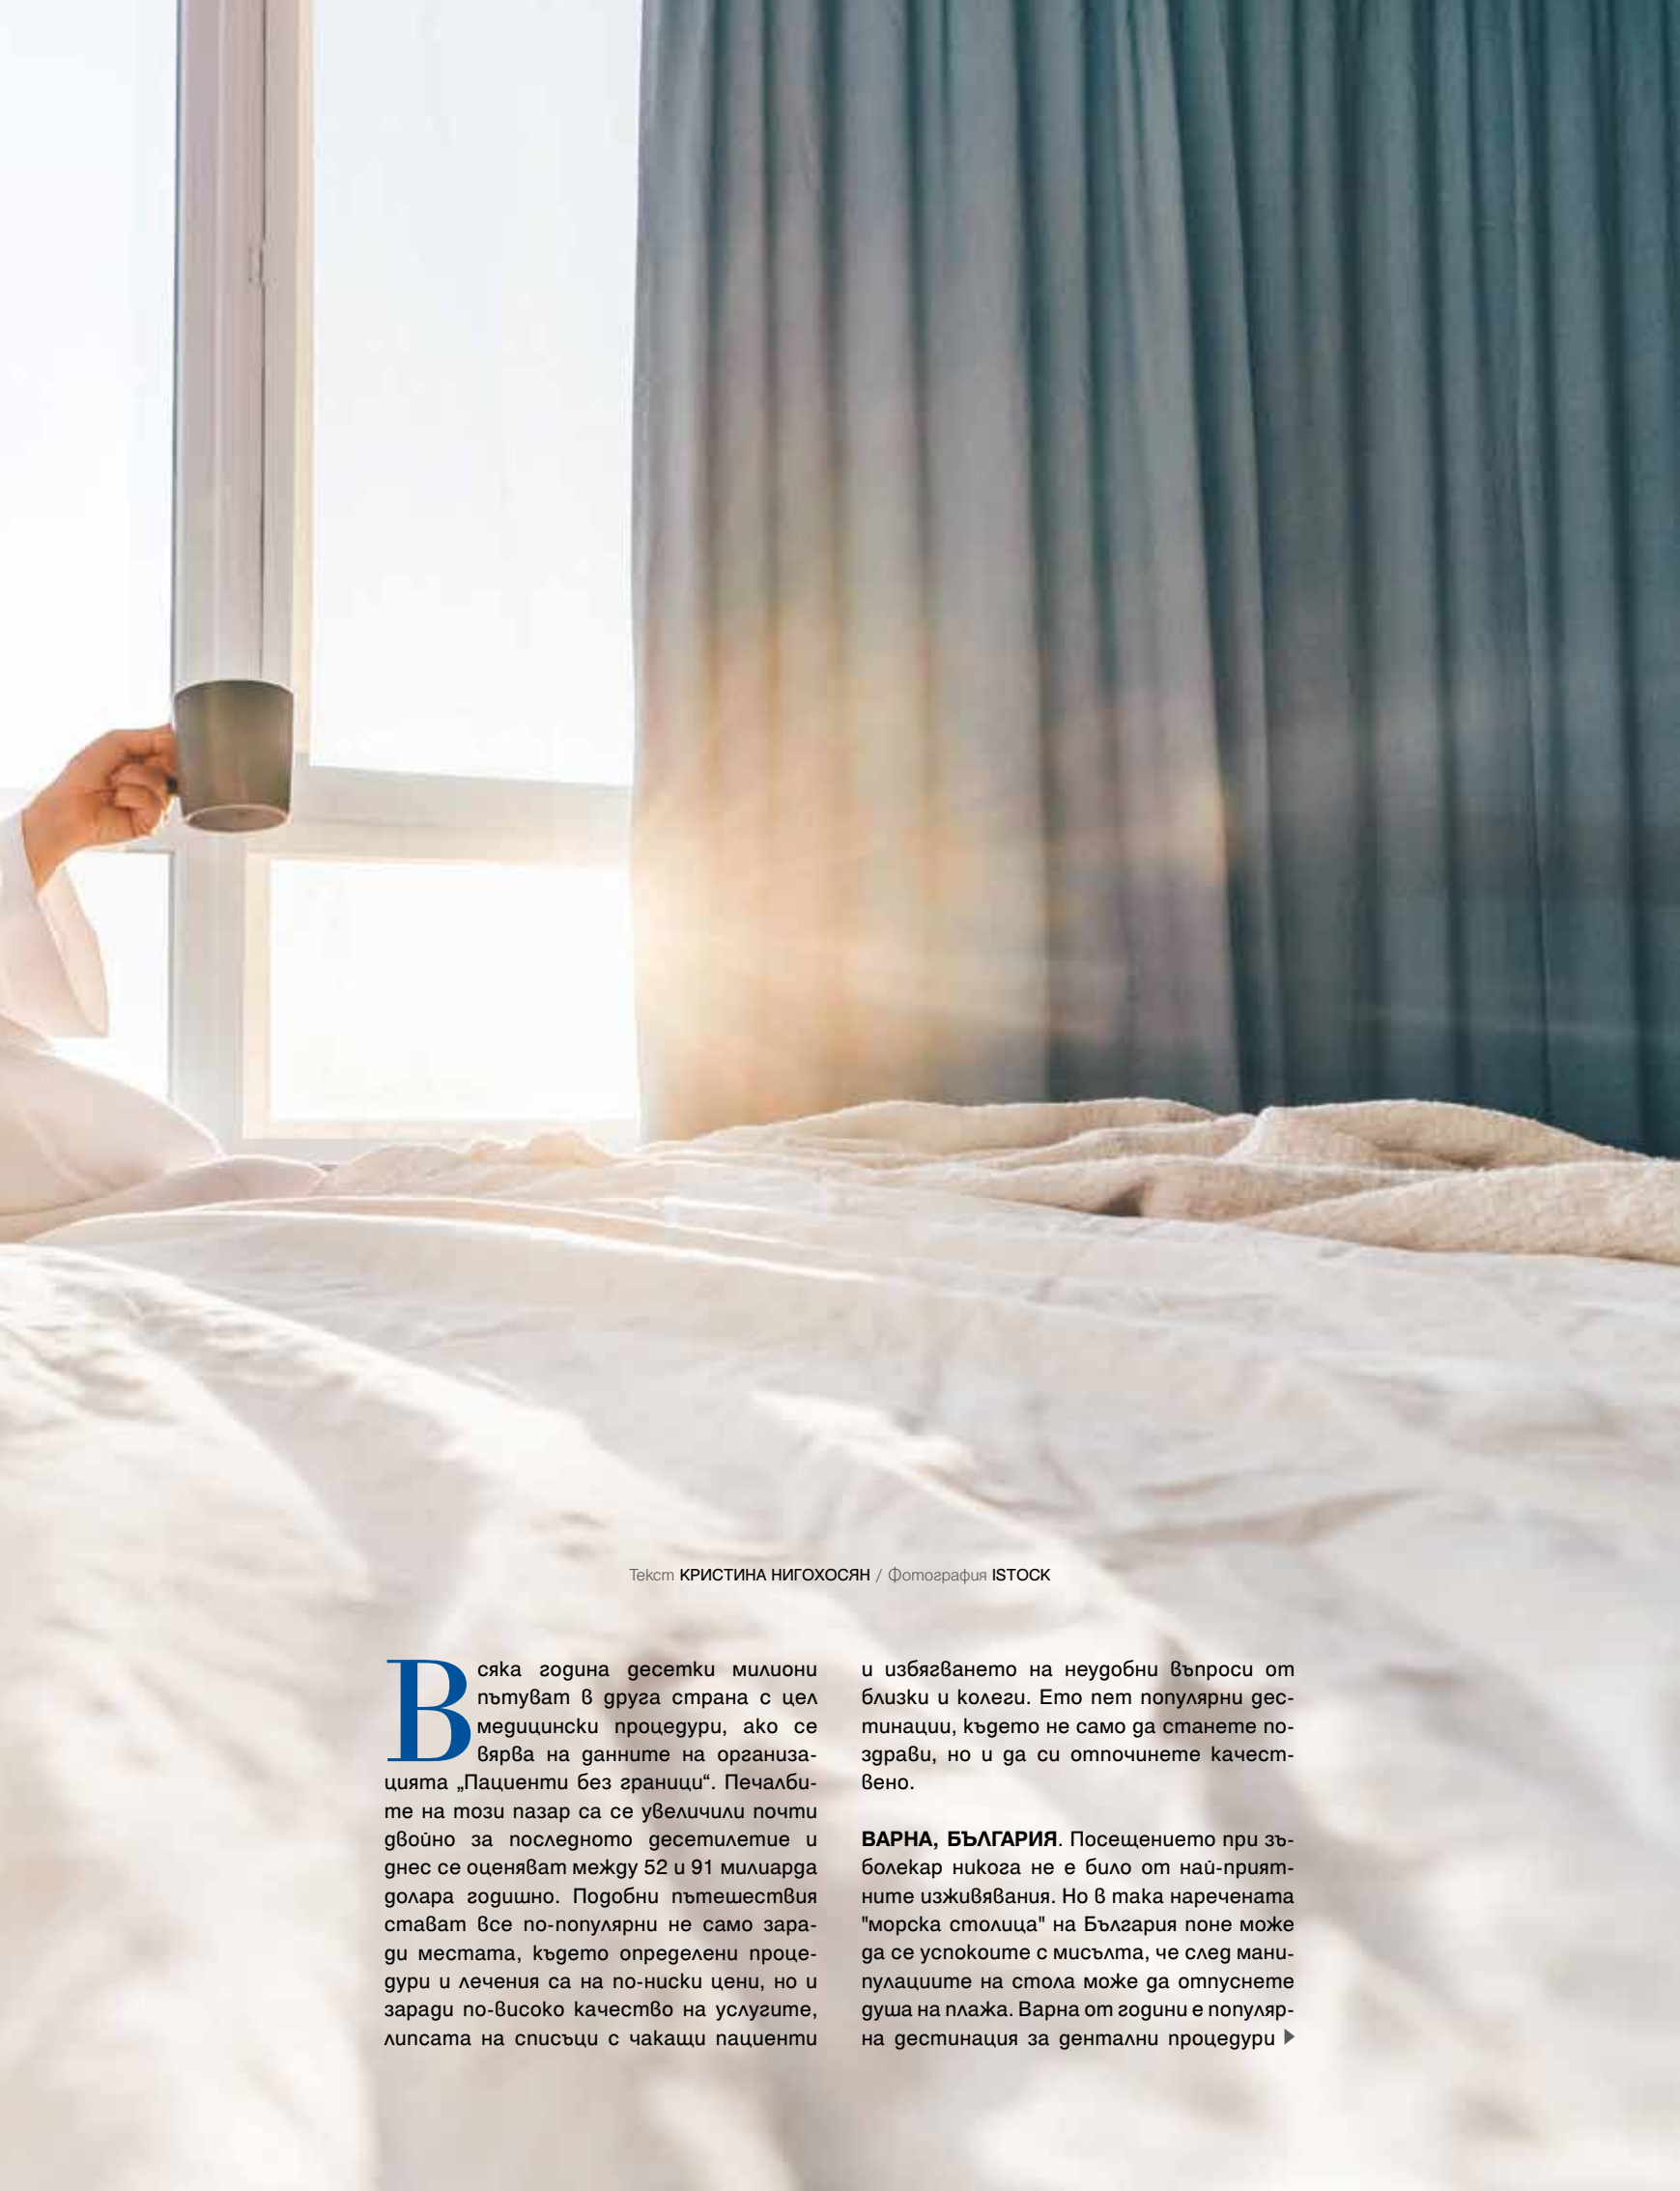 Текст КРИСТИНА НИГОХОСЯН / Фотография ISTOCK
Всяка година десетки милиони
пътуват в друга страна с цел
медицински процедури, ако се
вярва на данните на организа-
цията „Пациенти без граници“. Печалби-
те на този пазар са се увеличили почти
двойно за последното десетилетие и
днес се оценяват между 52 и 91 милиарда
долара годишно. Подобни пътешествия
стават все по-популярни не само зара-
ди местата, където определени проце-
дури и лечения са на по-ниски цени, но и
заради по-високо качество на услугите,
липсата на списъци с чакащи пациенти
и избягването на неудобни въпроси от
близки и колеги. Ето пет популярни дес-
тинации, където не само да станете по-
здрави, но и да си отпочинете качест-
вено.
ВАРНА, БЪЛГАРИЯ. Посещението при зъ-
болекар никога не е било от най-прият-
ните изживявания. Но в така наречената
"морска столица" на България поне може
да се успокоите с мисълта, че след мани-
пулациите на стола може да отпуснете
душа на плажа. Варна от години е популяр-
на дестинация за дентални процедури